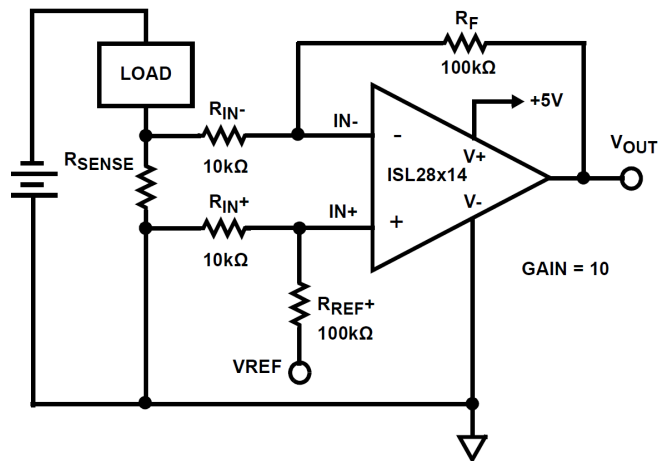 RF
100kΩ
LOAD
+5V
RIN-
IN-
-
V+
VOUT
RSENSE
10kΩ
ISL28x14
RIN+
IN+
+
V-
10kΩ
GAIN = 10
RREF+
100kΩ
VREF